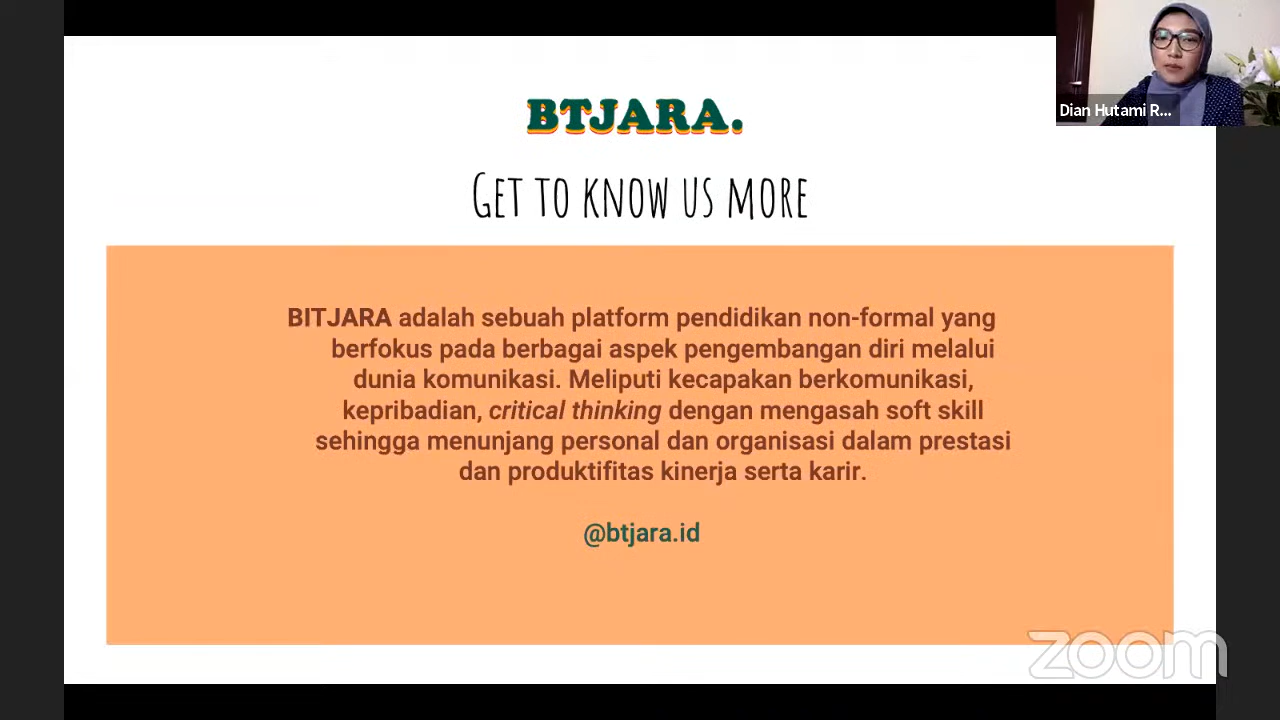 BTJARA.
Dian Hutami R...
GET TO KNOW US MORE
BITJARA adalah sebuah platform pendidikan non-formal yang
berfokus pada berbagai aspek pengembangan diri melalui
dunia komunikasi. Meliputi kecapakan berkomunikasi,
kepribadian, critical thinking dengan mengasah soft skill
sehingga menunjang personal dan organisasi dalam prestasi
dan produktifitas kinerja serta karir.
@btjara.id
zoom